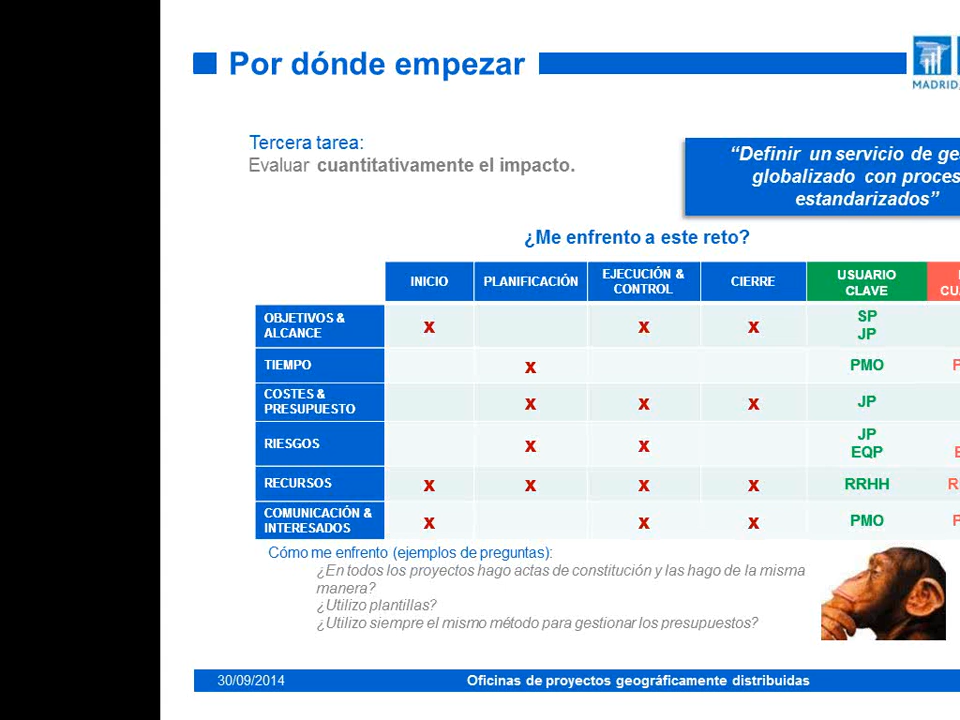 Por dónde empezar
MADRID
Tercera tarea:
Evaluar cuantitativamente el impacto.
“Definir un servicio de
globalizado con
estandarizados”
¿Me enfrento a este reto?
INICIO PLANIFICACIÓN EJECUCIÓN & CONTROL CIERRE USUARIO CLAVE
OBJETIVOS & ALCANCE X X X SP JP
TIEMPO X PMO
COSTES & PRESUPUESTO X X X JP
RIESGOS X X JP EQP
RECURSOS X X X X RRHH
COMUNICACIÓN & INTERESADOS X X X PMO
Cómo me enfrento (ejemplos de preguntas):
¿En todos los proyectos hago actas de constitución y las hago de la misma
manera?
¿Utilizo plantillas?
¿Utilizo siempre el mismo método para gestionar los presupuestos?
30/09/2014 Oficinas de proyectos geográficamente distribuidas